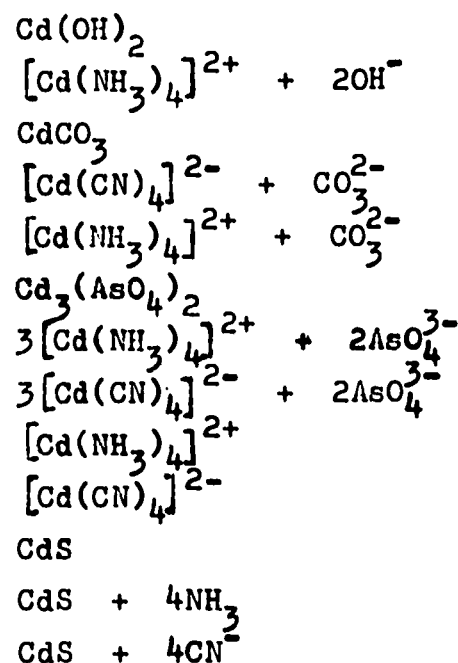 Cd(OH)₂
[Cd(NH₃)₄]²⁺ + 2OH⁻
CdCO₃
[Cd(CN)₄]²⁻ + CO₃²⁻
[Cd(NH₃)₄]²⁺ + CO₃²⁻
Cd₃(AsO₄)₂
3[Cd(NH₃)₄]²⁺ + 2AsO₄³⁻
3[Cd(CN)₄]²⁻ + 2AsO₄³⁻
[Cd(NH₃)₄]²⁺
[Cd(CN)₄]²⁻
CdS
CdS + 4NH₃
CdS + 4CN⁻